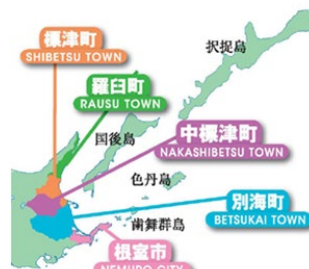 標津町
SHIBETSU TOWN
択捉島
羅臼町
RAUSU TOWN
国後島
中標津町
NAKASHIBETSU TOWN
色丹島
別海町
BETSUKAI TOWN
歯舞群島
根室市
NEMURO CITY